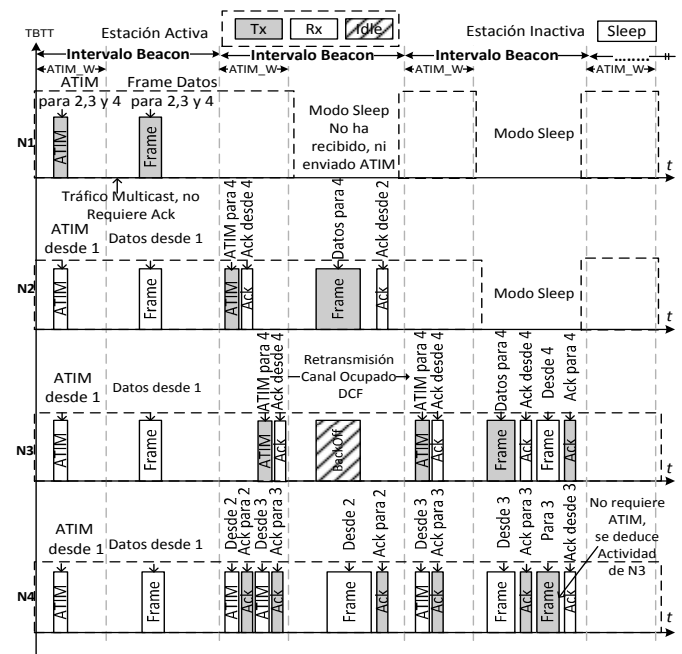 TBTT
Estación Activa
Tx
Rx
Idle
Estación Inactiva
Sleep
Intervalo Beacon
Intervalo Beacon
Intervalo Beacon
........
ATIM_W
ATIM_W
ATIM_W
ATIM_W
ATIM
para 2,3 y 4
Frame Datos
para 2,3 y 4
Modo Sleep
No ha
recibido, ni
enviado ATIM
Modo Sleep
N1
ATIM
Frame
t
Tráfico Multicast, no
Requiere Ack
ATIM
desde 1
Datos desde 1
ATIM para 4
Ack desde 4
Datos para 4
Ack desde 2
N2
ATIM
Frame
ATIM
Ack
Frame
Ack
Modo Sleep
t
ATIM
desde 1
Datos desde 1
ATIM para 4
Ack desde 4
Retransmisión
Canal Ocupado
DCF
ATIM para 4
Ack desde 4
Datos para 4
Ack desde 4
Desde 4
Ack para 4
N3
ATIM
Frame
ATIM
Ack
BackOff
ATIM
Ack
Frame
Ack
Frame
Ack
t
ATIM
desde 1
Datos desde 1
Desde 2
Ack para 2
Desde 3
Ack para 3
Desde 2
Ack para 2
Desde 3
Ack para 3
Desde 3
Ack para 3
Para 3
Ack desde 3
No requiere
ATIM,
se deduce
Actividad
de N3
N4
ATIM
Frame
ATIM
Ack
ATIM
Ack
Frame
Ack
ATIM
Ack
Frame
Ack
Frame
Ack
t